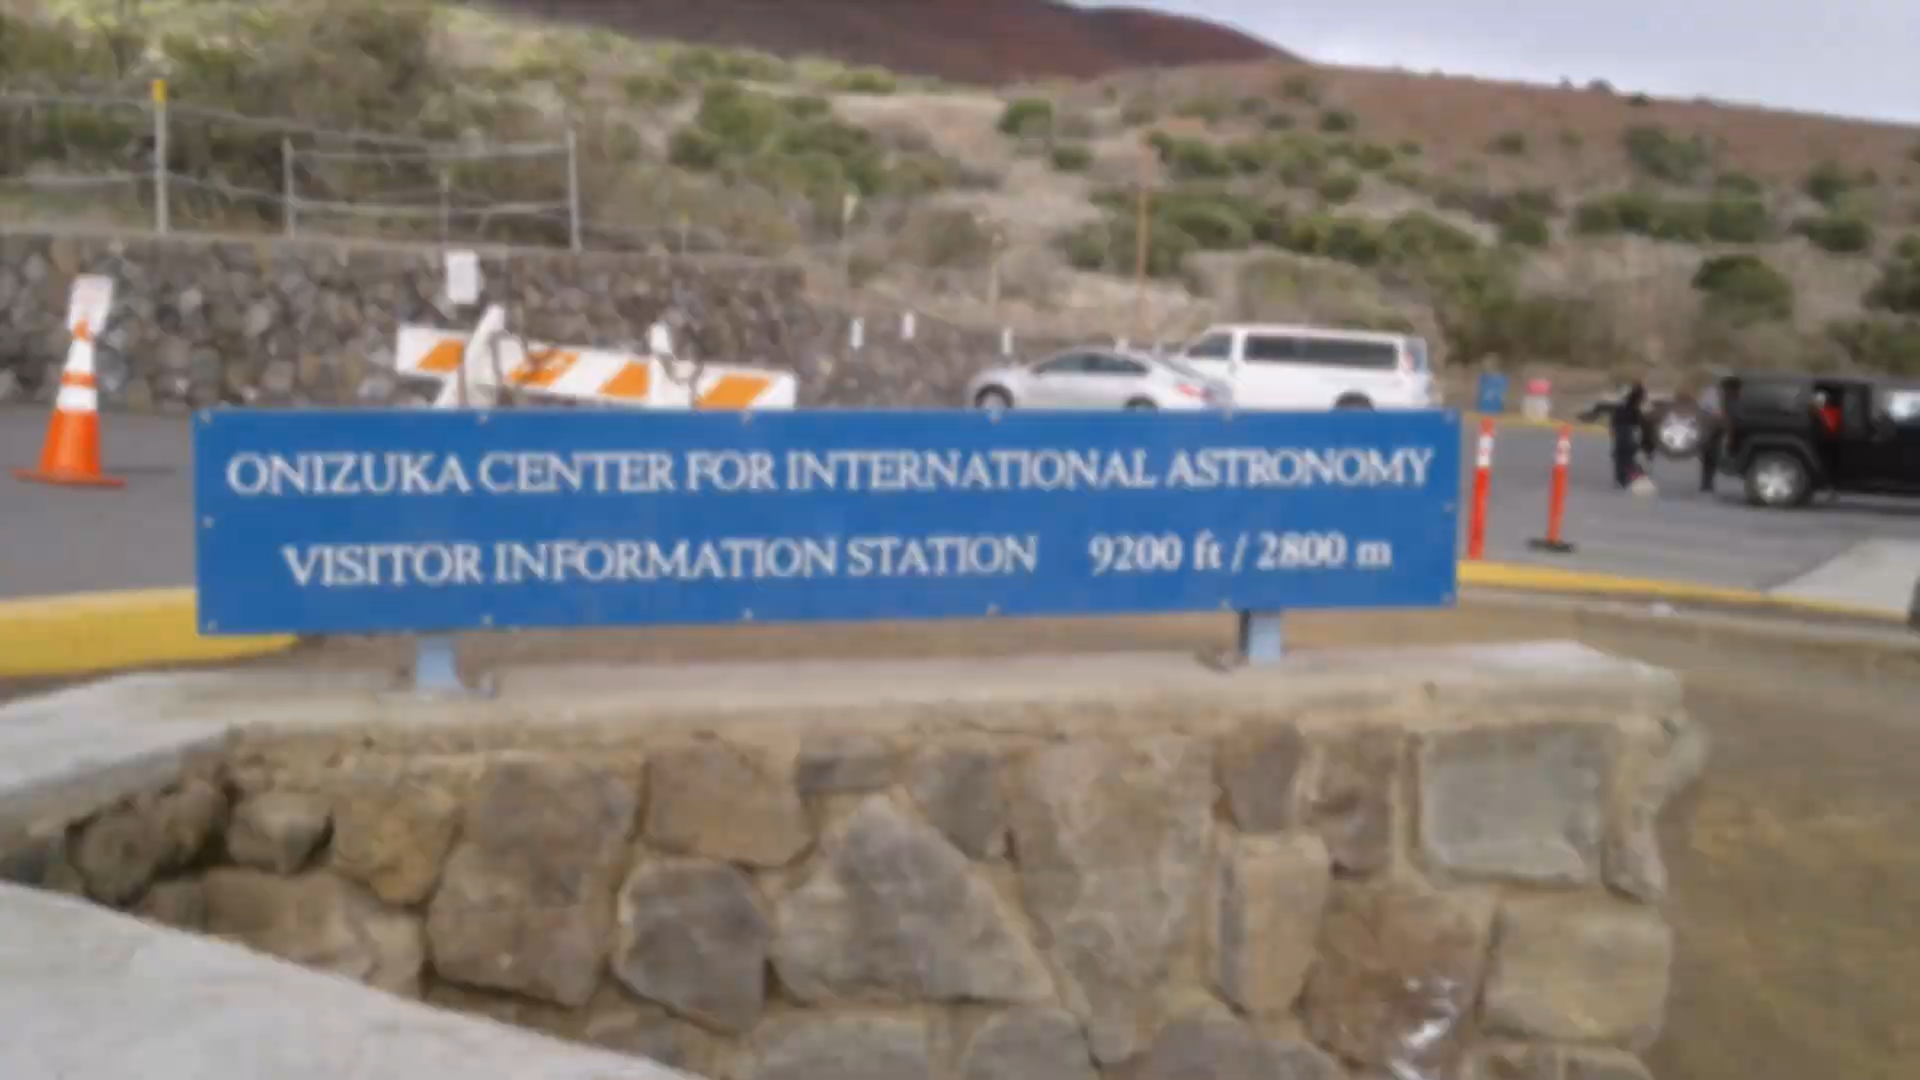 ONIZUKA CENTER FOR INTERNATIONAL ASTRONOMY
VISITOR INFORMATION STATION 9200 ft / 2800 m